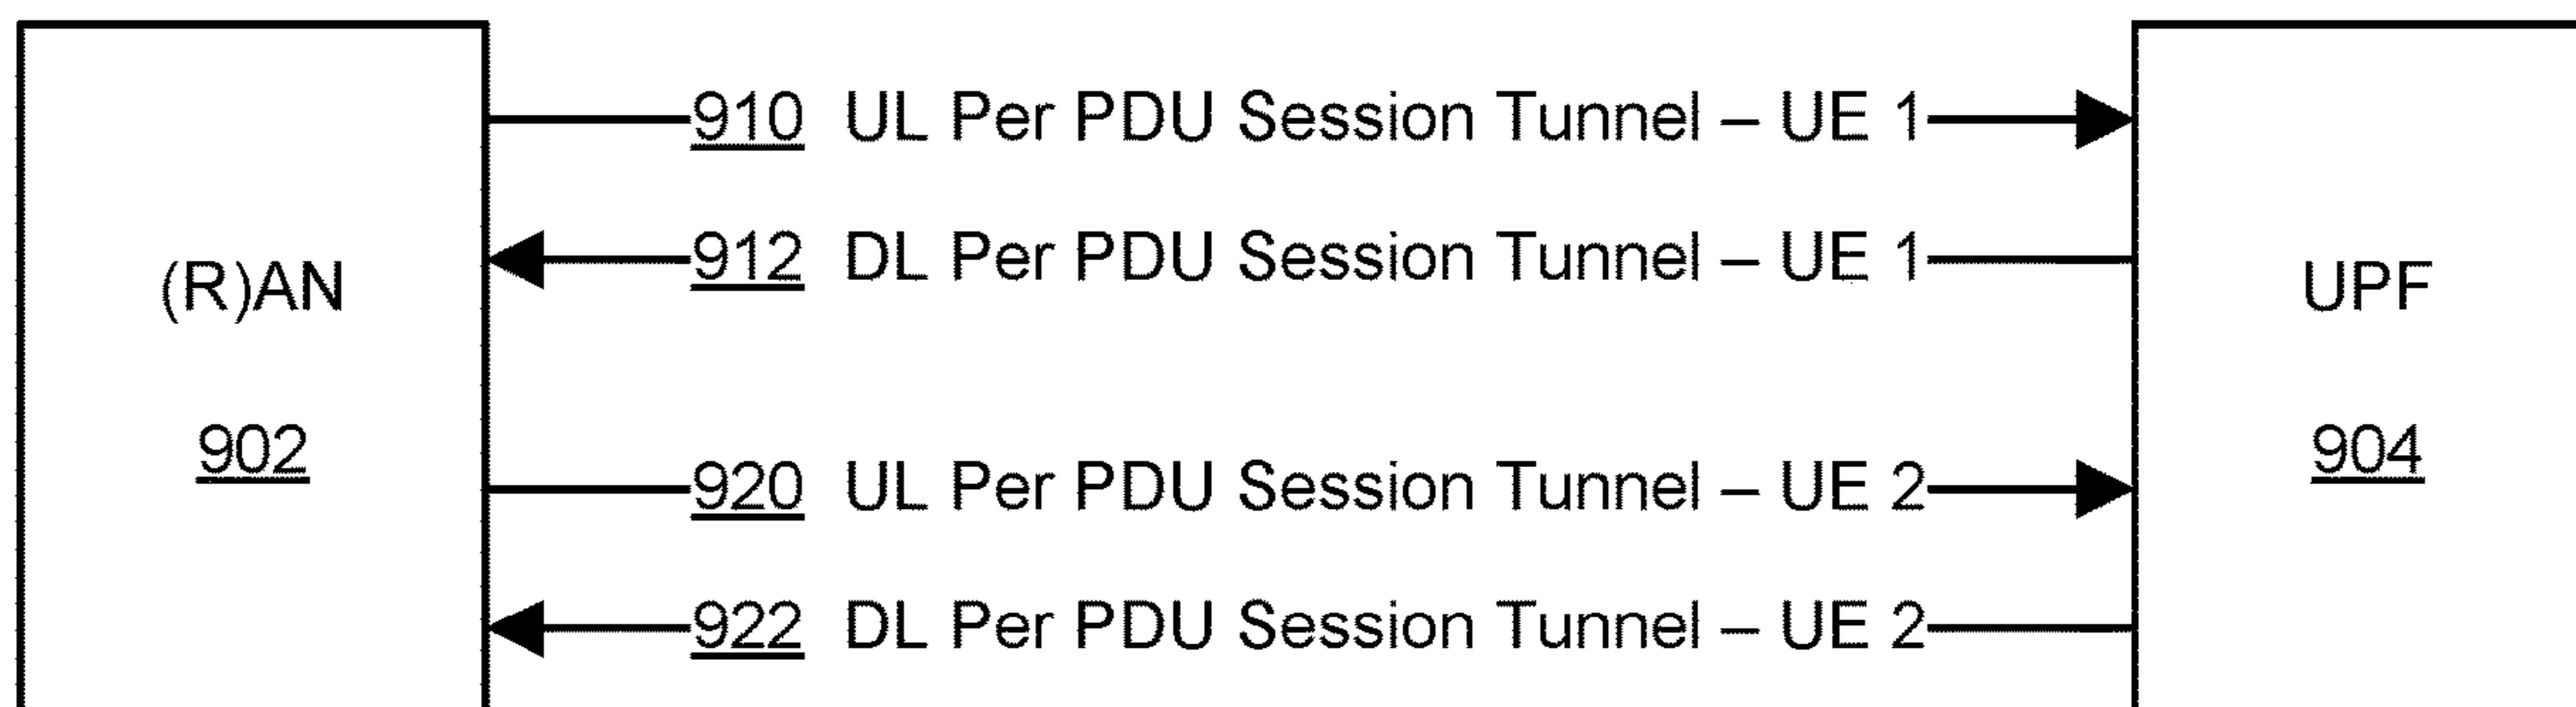 910 UL Per PDU Session Tunnel – UE 1
912 DL Per PDU Session Tunnel – UE 1
(R)AN
UPF
902
904
920 UL Per PDU Session Tunnel – UE 2
922 DL Per PDU Session Tunnel – UE 2